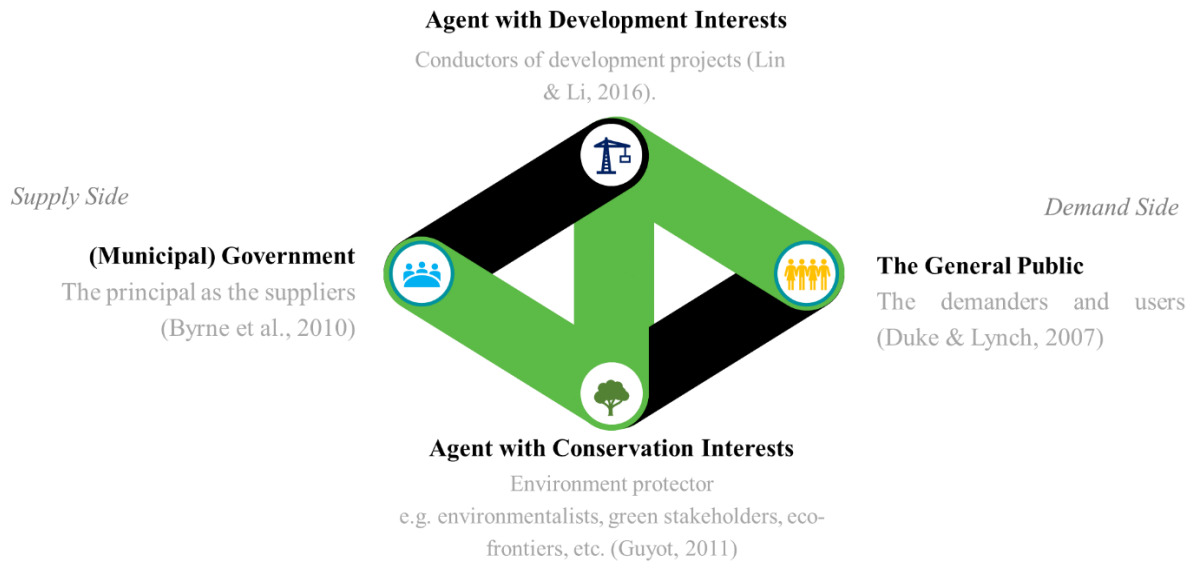 Agent with Development Interests
Conductors of development projects (Lin
& Li, 2016).
Supply Side
Demand Side
(Municipal) Government
The principal as the suppliers
(Byrne et al., 2010)
The General Public
The demanders and users
(Duke & Lynch, 2007)
Agent with Conservation Interests
Environment protector
e.g. environmentalists, green stakeholders, eco-
frontiers, etc. (Guyot, 2011)